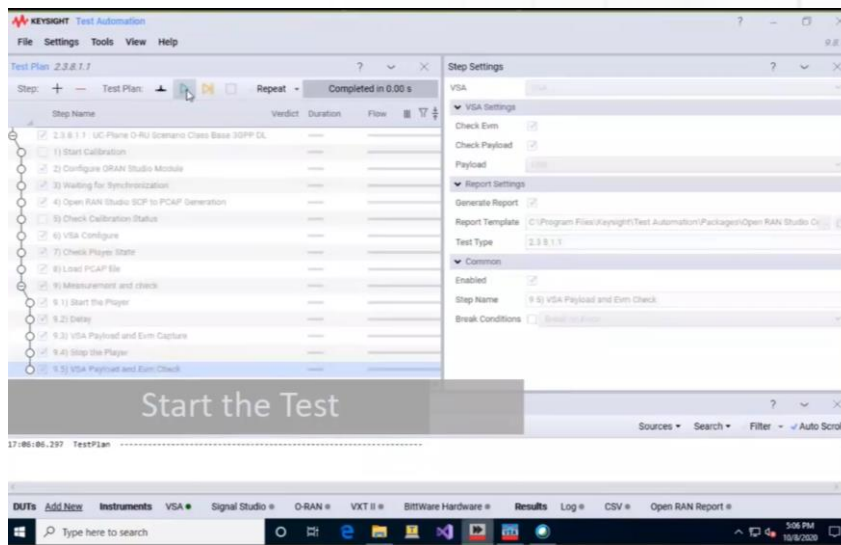 KEYSIGHT Test Automation
File Settings Tools View Help
9.8
Test Plan 2.3.8.1.1
Step Settings
Step: Test Plan: Repeat Completed in 0.00 s
Step Name Verdict Duration Flow
2.3.8.1.1 : UC-Plane O-RU Scenario Class Base 3GPP DL
1) Start Calibration
2) Configure ORAN Studio Module
3) Waiting for Synchronization
4) Open RAN Studio SCP to PCAP Generation
5) Check Calibration Status
6) VSA Configure
7) Check Player State
8) Load PCAP file
9) Measurement and check
9.1) Start the Player
9.2) Delay
9.3) VSA Payload and Evm Capture
9.4) Stop the Player
9.5) VSA Payload and Evm Check
VSA
VSA Settings
Check Evm
Check Payload
Payload
Report Settings
Generate Report
Report Template C:\Program Files\Keysight\Test Automation\Packages\Open RAN Studio
Test Type 2.3.8.1.1
Common
Enabled
Step Name 9.5) VSA Payload and Evm Check
Break Conditions
Start the Test
Sources Search Filter Auto Scrol
17:06:06.297 TestPlan
DUTs Add New Instruments VSA Signal Studio O-RAN VXT II BittWare Hardware Results Log CSV Open RAN Report
Type here to search
5:06 PM
10/8/2020